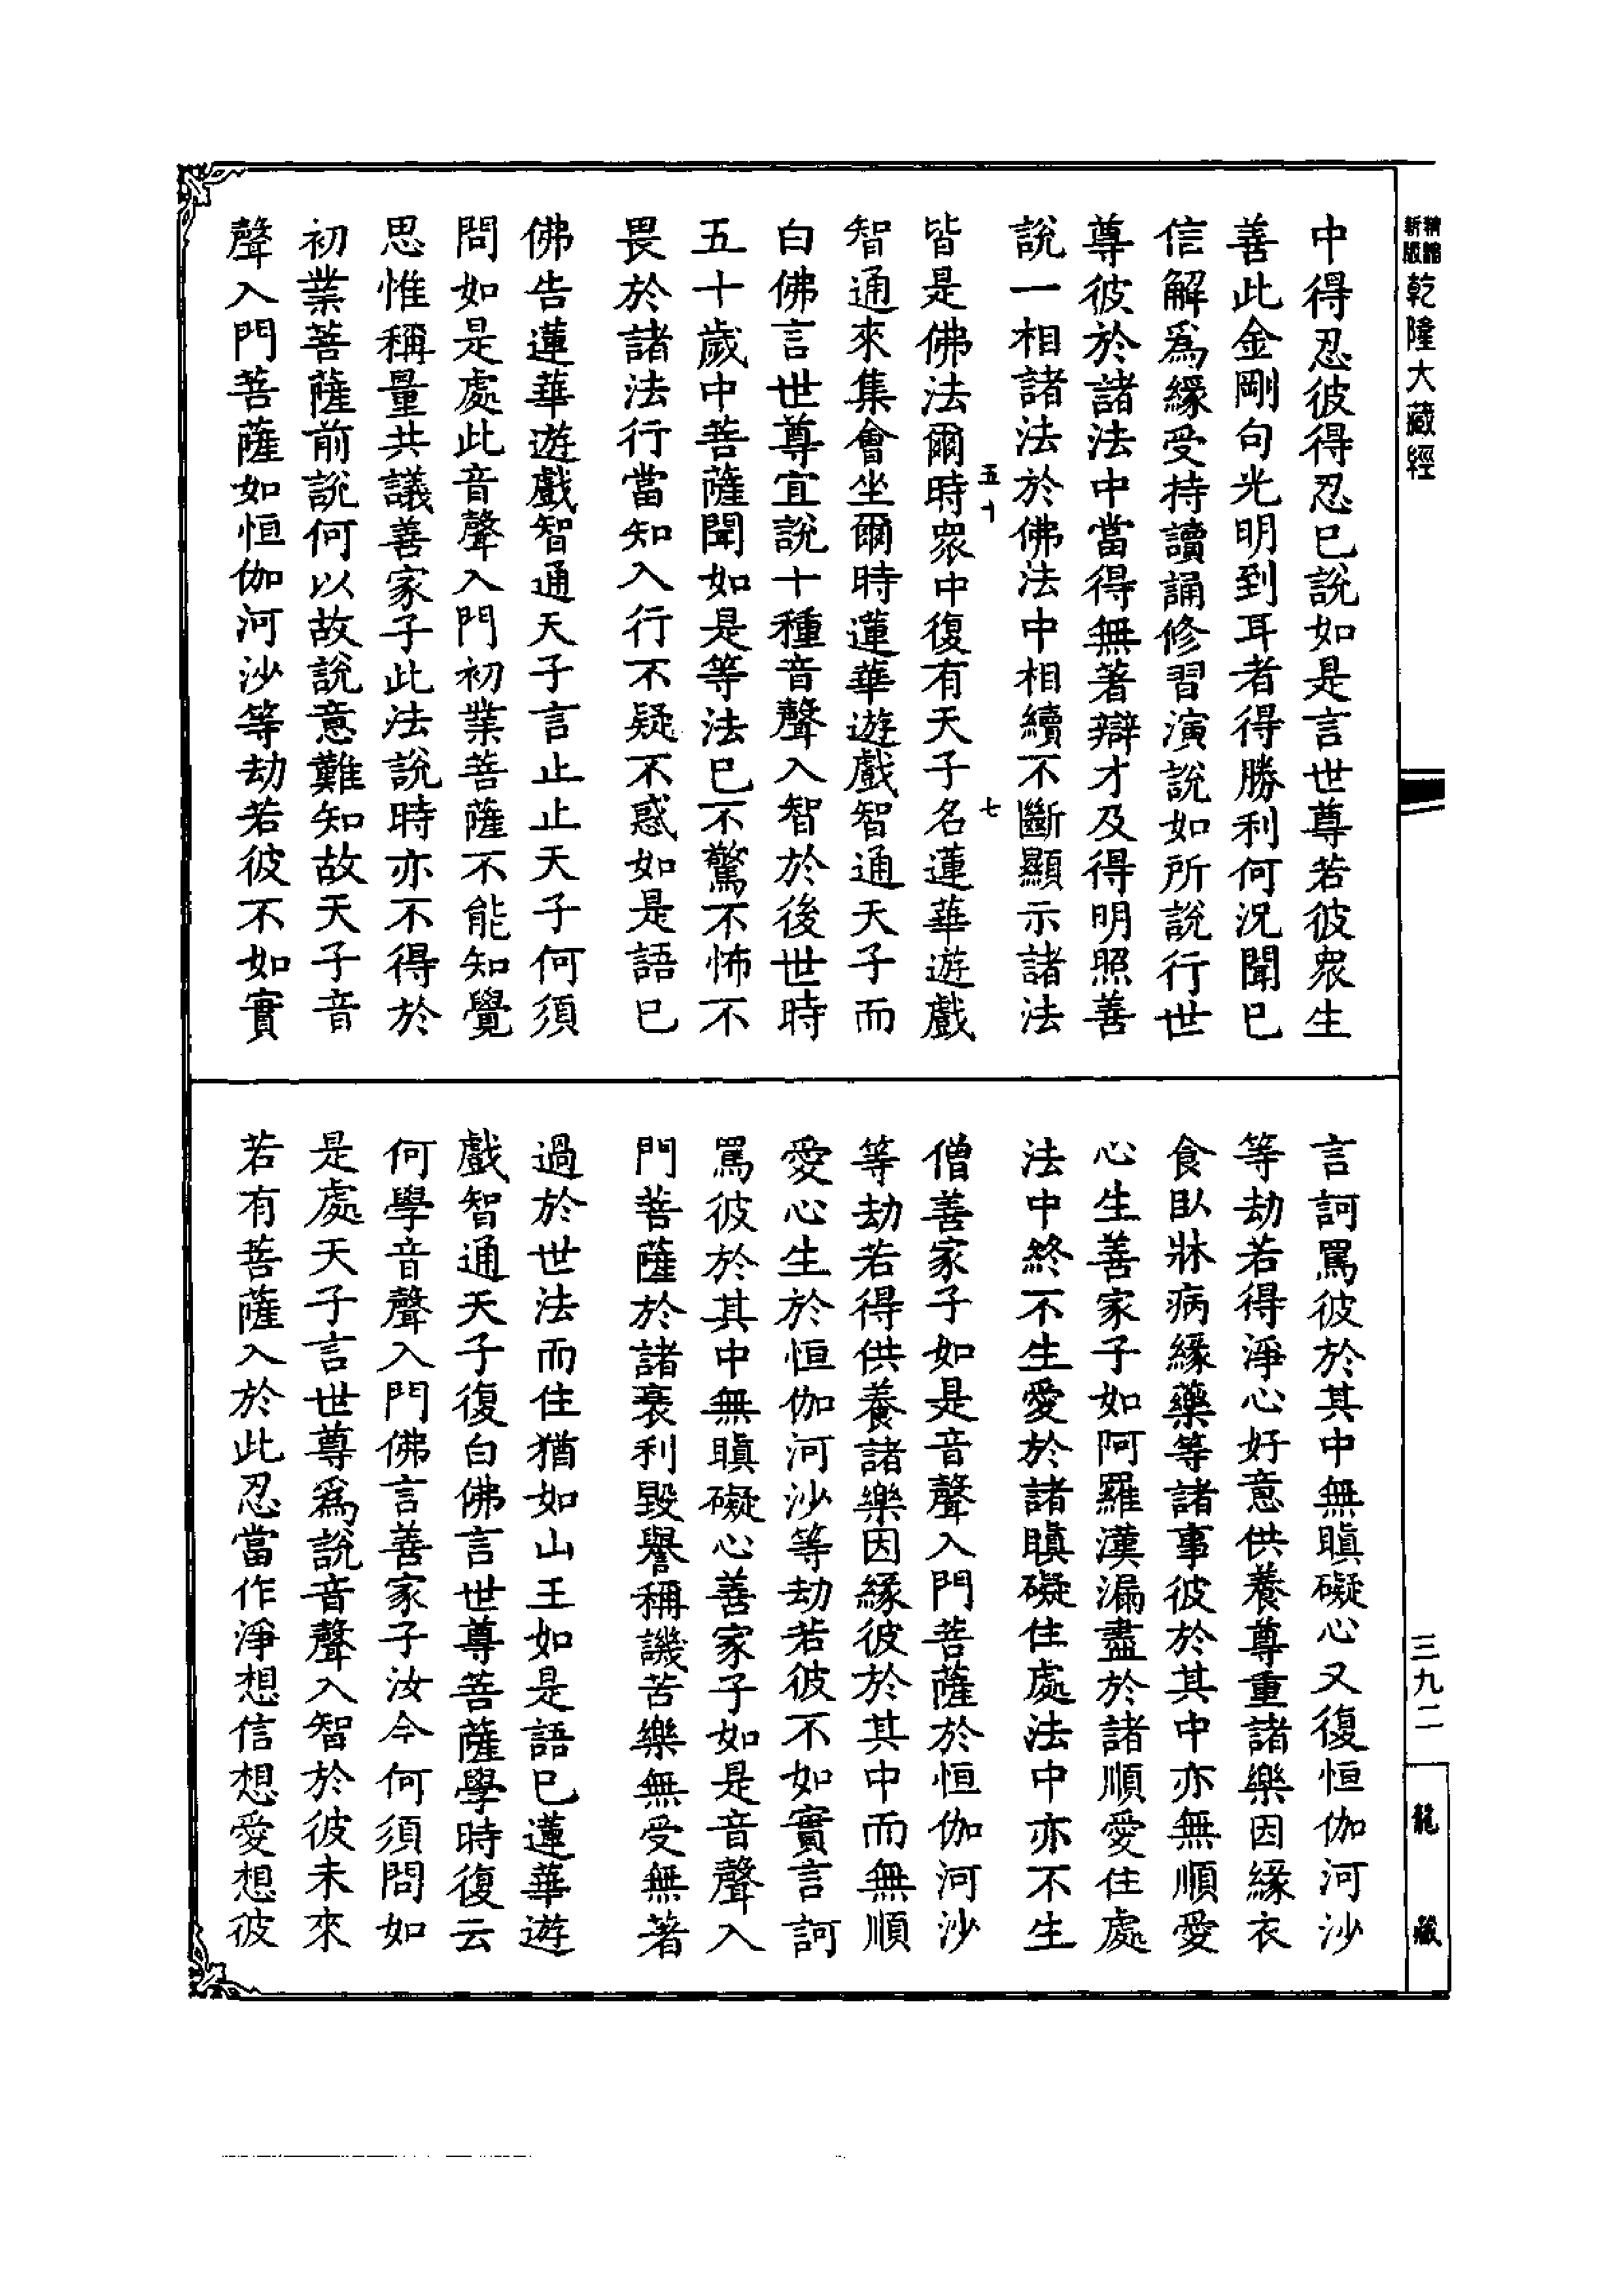 新版精縮乾隆大藏經
三九二
龍藏
中得忍彼得忍已說如是言世尊若彼衆生
善此金剛句光明到耳者得勝利何況聞已
信解爲緣受持讀誦修習演說如所說行世
尊彼於諸法中當得無著辯才及得明照善
說一相諸法於佛法中相續不斷顯示諸法
五十 七
皆是佛法爾時衆中復有天子名蓮華遊戲
智通來集會坐爾時蓮華遊戲智通天子而
白佛言世尊宜說十種音聲入智於後世時
五十歲中菩薩聞如是等法已不驚不怖不
畏於諸法行當知入行不疑不惑如是語已
佛告蓮華遊戲智通天子言止止天子何須
問如是處此音聲入門初業菩薩不能知覺
思惟稱量共議善家子此法說時亦不得於
初業菩薩前說何以故說意難知故天子音
聲入門菩薩如恒伽河沙等劫若彼不如實
言訶罵彼於其中無瞋礙心又復恒伽河沙
等劫若得淨心好意供養尊重諸樂因緣衣
食臥牀病緣藥等諸事彼於其中亦無順愛
心生善家子如阿羅漢漏盡於諸順愛住處
法中終不生愛於諸瞋礙住處法中亦不生
僧善家子如是音聲入門菩薩於恒伽河沙
等劫若得供養諸樂因緣彼於其中而無順
愛心生於恒伽河沙等劫若彼不如實言訶
罵彼於其中無瞋礙心善家子如是音聲入
門菩薩於諸衰利毀譽稱譏苦樂無受無著
過於世法而住猶如山王如是語已蓮華遊
戲智通天子復白佛言世尊菩薩學時復云
何學音聲入門佛言善家子汝今何須問如
是處天子言世尊爲說音聲入智於彼未來
若有菩薩入於此忍當作淨想信想愛想彼